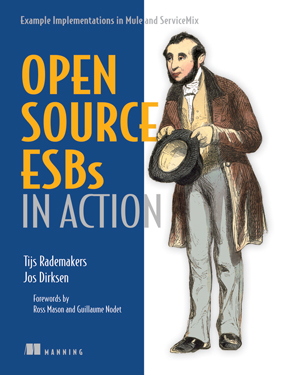 Example Implementations in Mule and ServiceMix
OPEN
SOURCE
ESBs
IN ACTION
Tijs Rademakers
Jos Dirksen
Forewords by
Ross Mason and Guillaume Nodet
MANNING